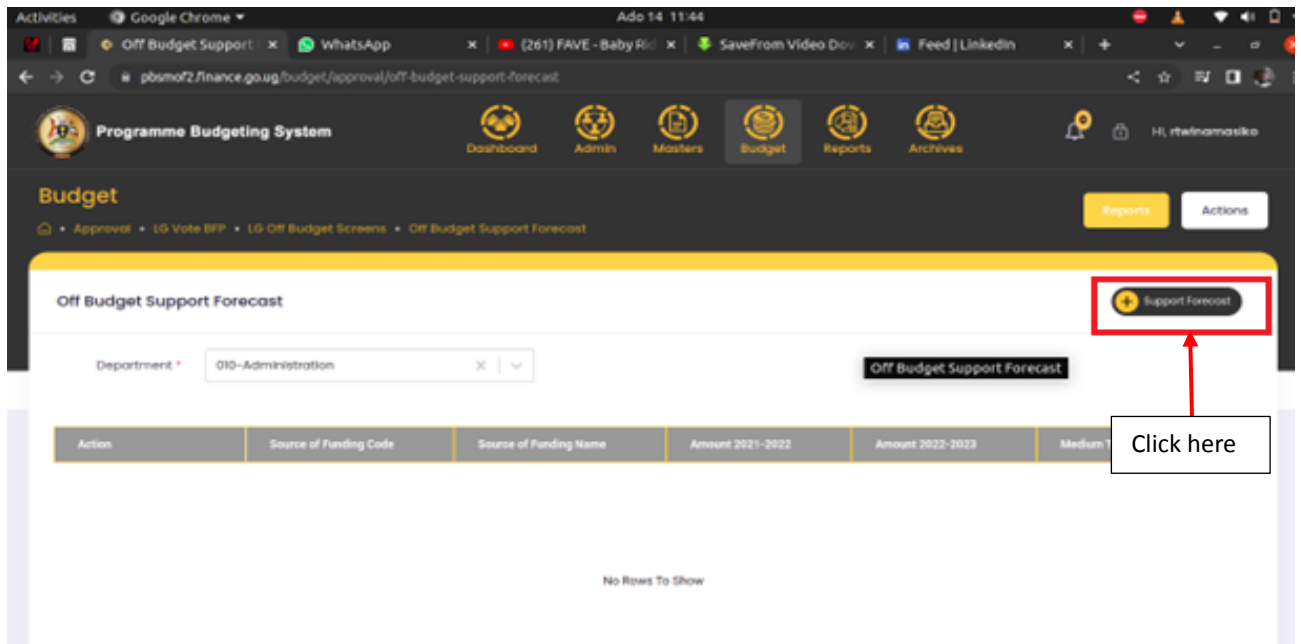 Activities Google Chrome Ado 14 11:44
Off Budget Support WhatsApp (261) FAVE - Baby Ri SaveFrom Video Dow Feed | LinkedIn
pbsmof2.finance.go.ug/budget/approval/off-budget-support-forecast
Programme Budgeting System Dashboard Admin Masters Budget Reports Archives 0 Hi, rtwinamasiko
Budget
Reports Actions
Approval • LG Vote BFP • LG Off Budget Screens • Off Budget Support Forecast
Off Budget Support Forecast
+ Support Forecast
Department * 010-Administration
Off Budget Support Forecast
Action Source of Funding Code Source of Funding Name Amount 2021-2022 Amount 2022-2023 Medium
Click here
No Rows To Show